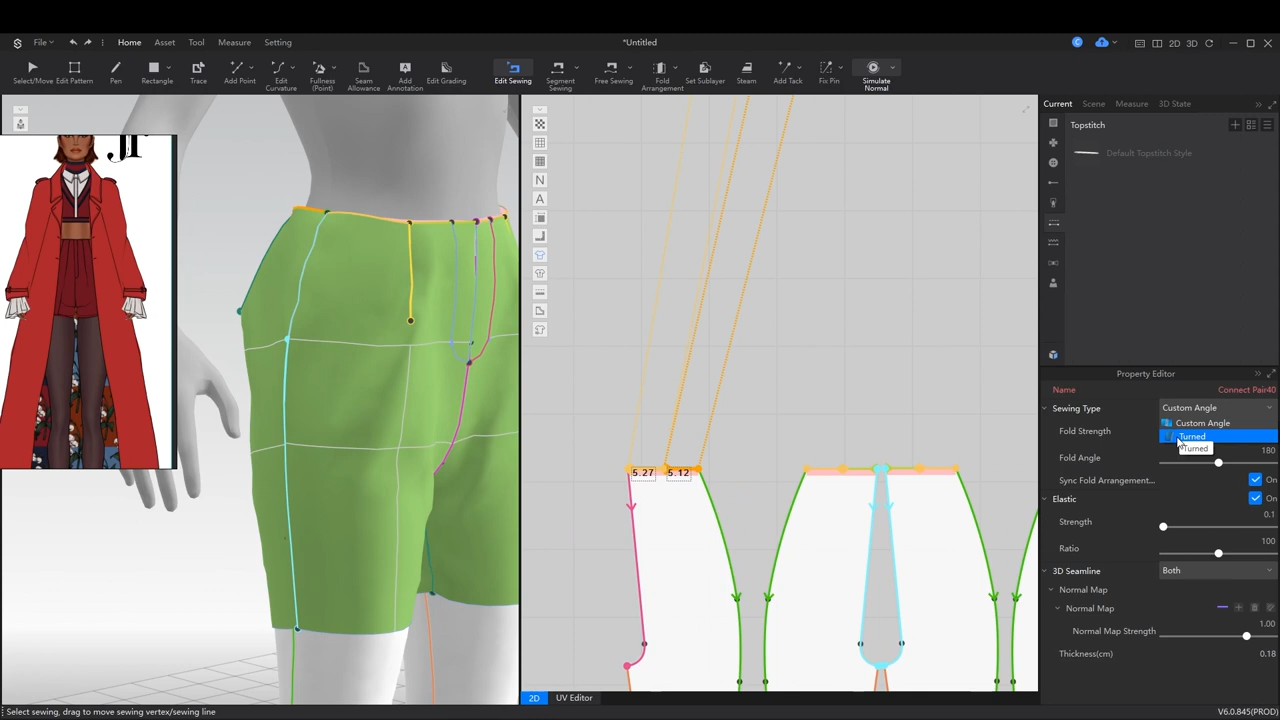 File
Home
Asset
Tool
Measure
Setting
*Untitled
2D
3D
Select/Move
Edit Pattern
Pen
Rectangle
Trace
Add Point
Edit Curvature
Fullness (Point)
Seam Allowance
Add Annotation
Edit Grading
Edit Sewing
Segment Sewing
Free Sewing
Fold Arrangement
Set Sublayer
Steam
Add Tack
Fix Pin
Simulate Normal
Current
Scene
Measure
3D State
Topstitch
Default Topstitch Style
Property Editor
Name
Connect Pair40
Sewing Type
Custom Angle
Custom Angle
Turned
Turned
Fold Strength
Fold Angle
180
Sync Fold Arrangement...
On
Elastic
On
Strength
0.1
Ratio
100
3D Seamline
Both
Normal Map
Normal Map
Normal Map Strength
1.00
Thickness(cm)
0.18
N
A
5.27
5.12
2D
UV Editor
Select sewing, drag to move sewing vertex/sewing line
V6.0.845(PROD)